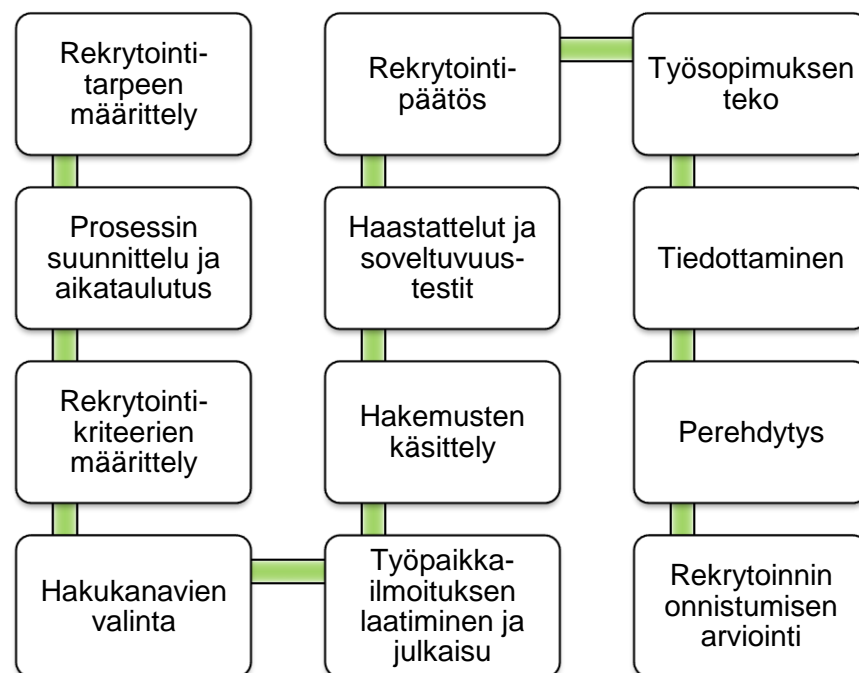 Rekrytointi-
tarpeen
määrittely
Prosessin
suunnittelu ja
aikataulutus
Rekrytointi-
kriteerien
määrittely
Hakukanavien
valinta
Työpaikka-
ilmoituksen
laatiminen ja
julkaisu
Hakemusten
käsittely
Haastattelut ja
soveltuvuus-
testit
Rekrytointi-
päätös
Työsopimuksen
teko
Tiedottaminen
Perehdytys
Rekrytoinnin
onnistumisen
arviointi